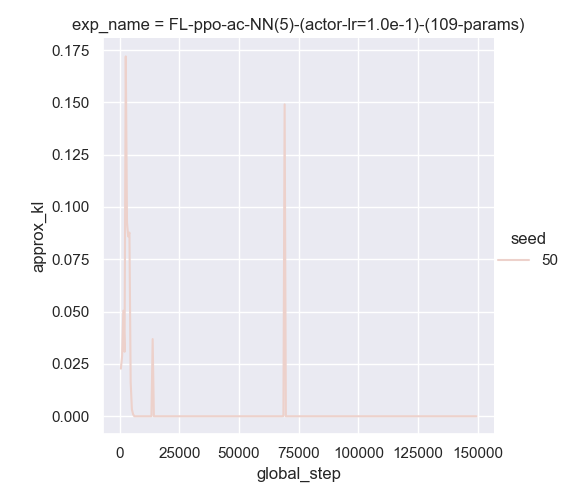 exp_name = FL-ppo-ac-NN(5)-(actor-lr=1.0e-1)-(109-params)
0.175
0.150
0.125
0.100
0.075
0.050
0.025
0.000
approx_kl
0 25000 50000 75000 100000 125000 150000
global_step
seed
50